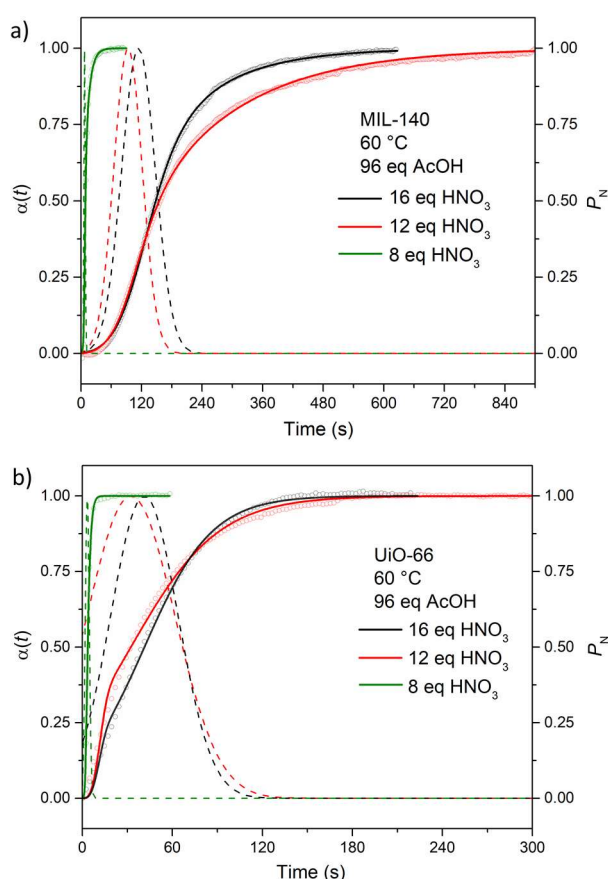 a)
1.00
0.75
0.50
0.25
0.00
α(t)
1.00
0.75
0.50
0.25
0.00
P_N
MIL-140
60 °C
96 eq AcOH
16 eq HNO₃
12 eq HNO₃
8 eq HNO₃
0 120 240 360 480 600 720 840
Time (s)
b)
1.00
0.75
0.50
0.25
0.00
α(t)
1.00
0.75
0.50
0.25
0.00
P_N
UiO-66
60 °C
96 eq AcOH
16 eq HNO₃
12 eq HNO₃
8 eq HNO₃
0 60 120 180 240 300
Time (s)